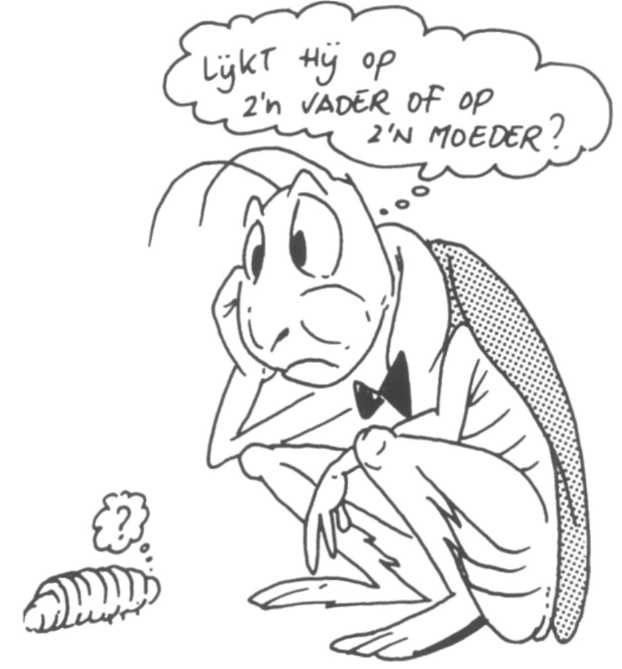 LijKT Hij OP
Z'n VADER OF OP
Z'N MOEDER?
?